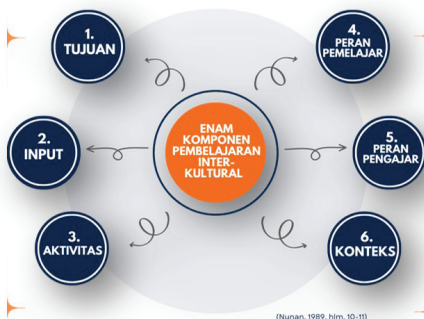 ENAM
KOMPONEN
PEMBELAJARAN
INTER-
KULTURAL
1.
TUJUAN
2.
INPUT
3.
AKTIVITAS
4.
PERAN
PEMELAJAR
5.
PERAN
PENGAJAR
6.
KONTEKS
(Nunan, 1989, hlm. 10-11)